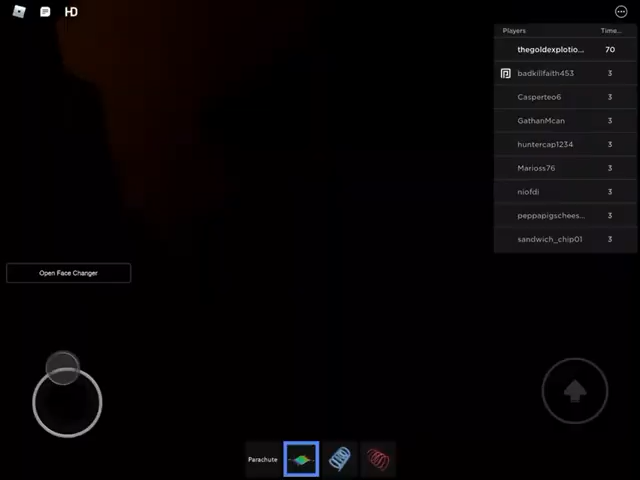 HD
Players Time...
thegoldexplotio... 70
badkillfaith453 3
Casperteo6 3
GathanMcan 3
huntercap1234 3
Marioss76 3
niofdi 3
peppapigschees... 3
sandwich_chip01 3
Open Face Changer
Parachute